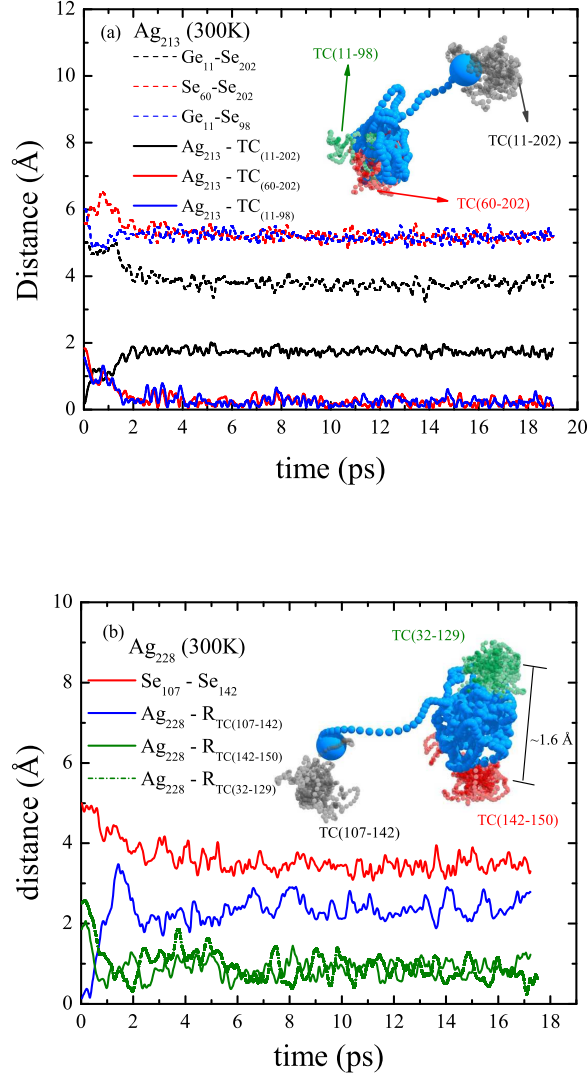 (a) Ag213 (300K)
Ge11-Se202
Se60-Se202
Ge11-Se98
Ag213 - TC(11-202)
Ag213 - TC(60-202)
Ag213 - TC(11-98)
TC(11-98)
TC(11-202)
TC(60-202)
Distance (Å)
12
10
8
6
4
2
0
0 2 4 6 8 10 12 14 16 18 20
time (ps)
(b)
Ag228 (300K)
Se107 - Se142
Ag228 - RTC(107-142)
Ag228 - RTC(142-150)
Ag228 - RTC(32-129)
TC(32-129)
~1.6 Å
TC(107-142)
TC(142-150)
distance (Å)
10
8
6
4
2
0
0 2 4 6 8 10 12 14 16 18
time (ps)